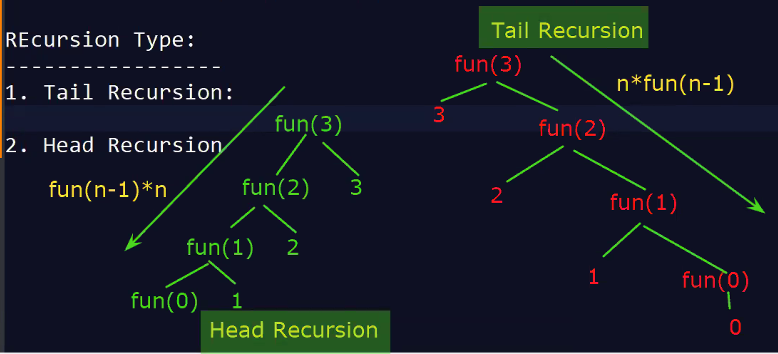 REcursion Type:
-----------------
1. Tail Recursion:
2. Head Recursion
fun(n-1)*n
fun(3)
fun(2)
3
fun(1)
2
fun(0)
1
Head Recursion
Tail Recursion
n*fun(n-1)
fun(3)
3
fun(2)
2
fun(1)
1
fun(0)
0